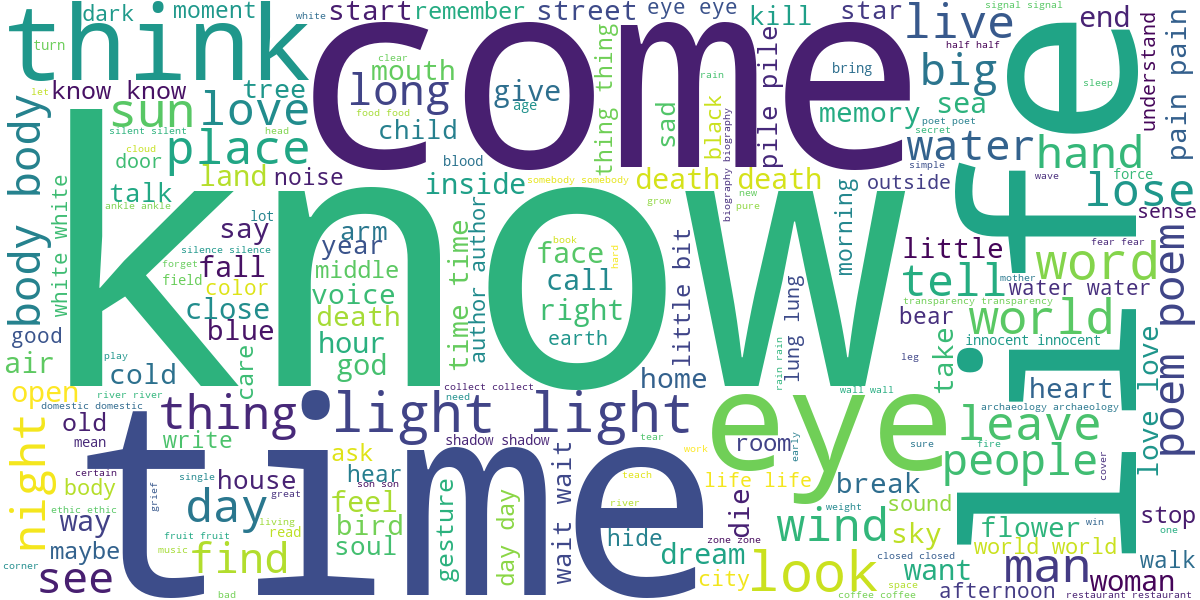 dark
moment
white
start
remember
street
eye eye
kill
star
live
signal signal
end
think
come
turn
clear
mouth
long
give
age
bring
half half
big
understand
pain pain
sleep
let
know know
tree
rain
sun
love
food food
child
thing thing
sad
black
pile pile
memory
sea
poet poet
secret
silent silent
head
place
cloud
door
blood
biography biography
water
hand
simple
wave
force
body body
land
noise
inside
somebody somebody
death death
outside
lose
sense
talk
white white
ankle ankle
grow
new
pure
know
life
lot
say
arm
year
author author
time time
book
face
hard
morning
little
fear fear
word
poem poem
silence silence
forget
fall
field
middle
call
little bit
tell
mother
water water
color
voice
right
lung lung
transparency transparency
close
death
world
good
blue
hour
earth
bear
innocent innocent
love love
air
play
care
god
rain rain
leg
take
cold
home
wall wall
heart
open
river river
collect collect
need
domestic domestic
thing
light light
eye
archaeology archaeology
leave
old
mean
write
shadow shadow
tear
work
room
early
sure
fire
people
cover
night
time
ask
certain
single
house
hear
son son
teach
life life
break
body
grief
great
day
feel
gesture
day day
wait wait
river
die
weight
sound
ethic ethic
way
living
read
bird
wind
sky
flower
win
stop
one
fruit fruit
soul
hide
zone zone
world world
maybe
music
find
dream
closed closed
want
walk
corner
see
city
look
space
man
woman
bad
coffee coffee
afternoon
restaurant restaurant